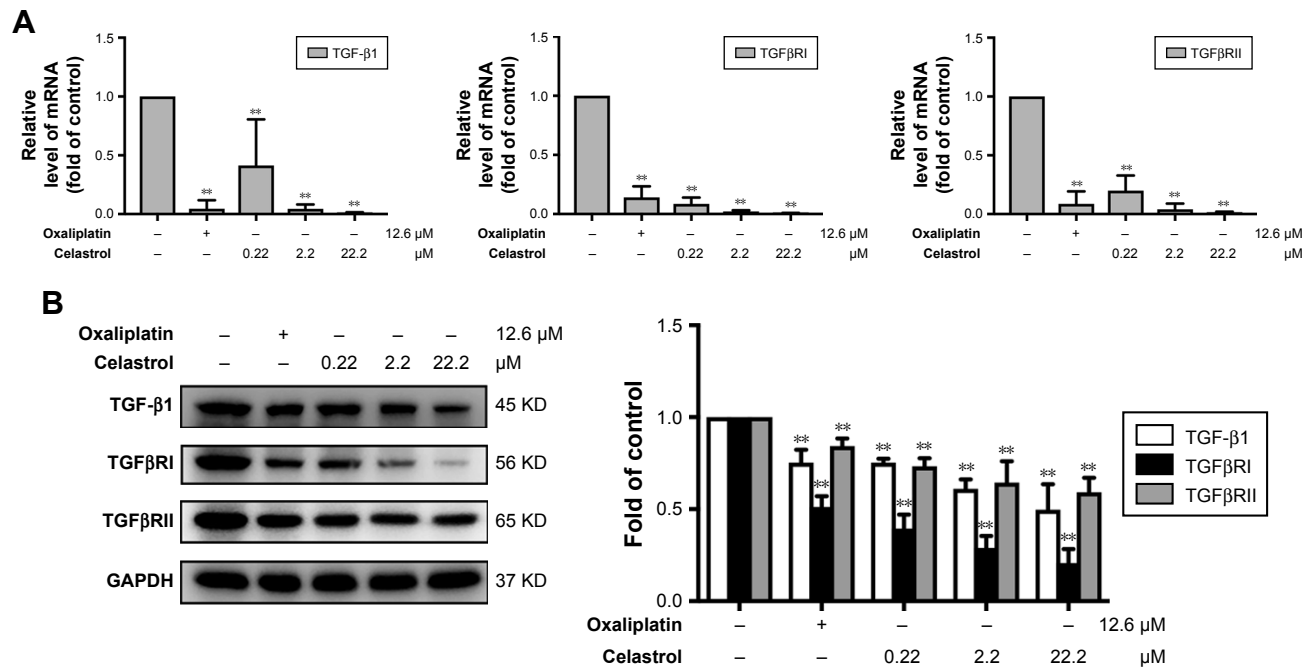 A
Relative
level of mRNA
(fold of control)
1.5
1.0
0.5
0.0
TGF-β1
** ** ** **
Oxaliplatin – + – – – 12.6 μM
Celastrol – – 0.22 2.2 22.2 μM
Relative
level of mRNA
(fold of control)
1.5
1.0
0.5
0.0
TGFβRI
** ** ** **
Oxaliplatin – + – – – 12.6 μM
Celastrol – – 0.22 2.2 22.2 μM
Relative
level of mRNA
(fold of control)
1.5
1.0
0.5
0.0
TGFβRII
** ** ** **
Oxaliplatin – + – – – 12.6 μM
Celastrol – – 0.22 2.2 22.2 μM
B
Oxaliplatin – + – – – 12.6 μM
Celastrol – – 0.22 2.2 22.2 μM
TGF-β1 45 KD
TGFβRI 56 KD
TGFβRII 65 KD
GAPDH 37 KD
Fold of control
1.5
1.0
0.5
0.0
** ** ** ** ** ** ** ** ** ** ** **
TGF-β1
TGFβRI
TGFβRII
Oxaliplatin – + – – – 12.6 μM
Celastrol – – 0.22 2.2 22.2 μM